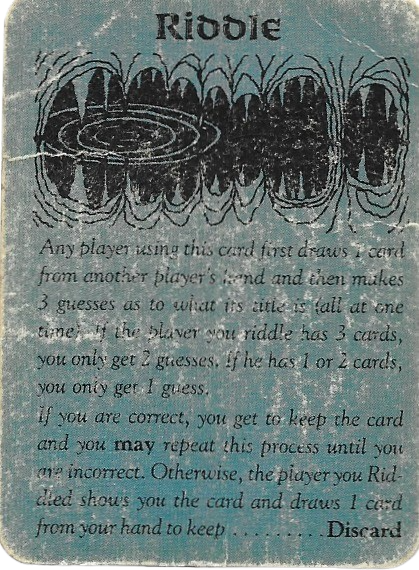 Riddle
Any player using this card first draws 1 card
from another player's hand and then makes
3 guesses as to what its title is (all at one
time). If the player you riddle has 3 cards,
you only get 2 guesses. If he has 1 or 2 cards,
you only get 1 guess.
If you are correct, you get to keep the card
and you may repeat this process until you
are incorrect. Otherwise, the player you Rid-
dled shows you the card and draws 1 card
from your hand to keep . . . . . . . . . Discard